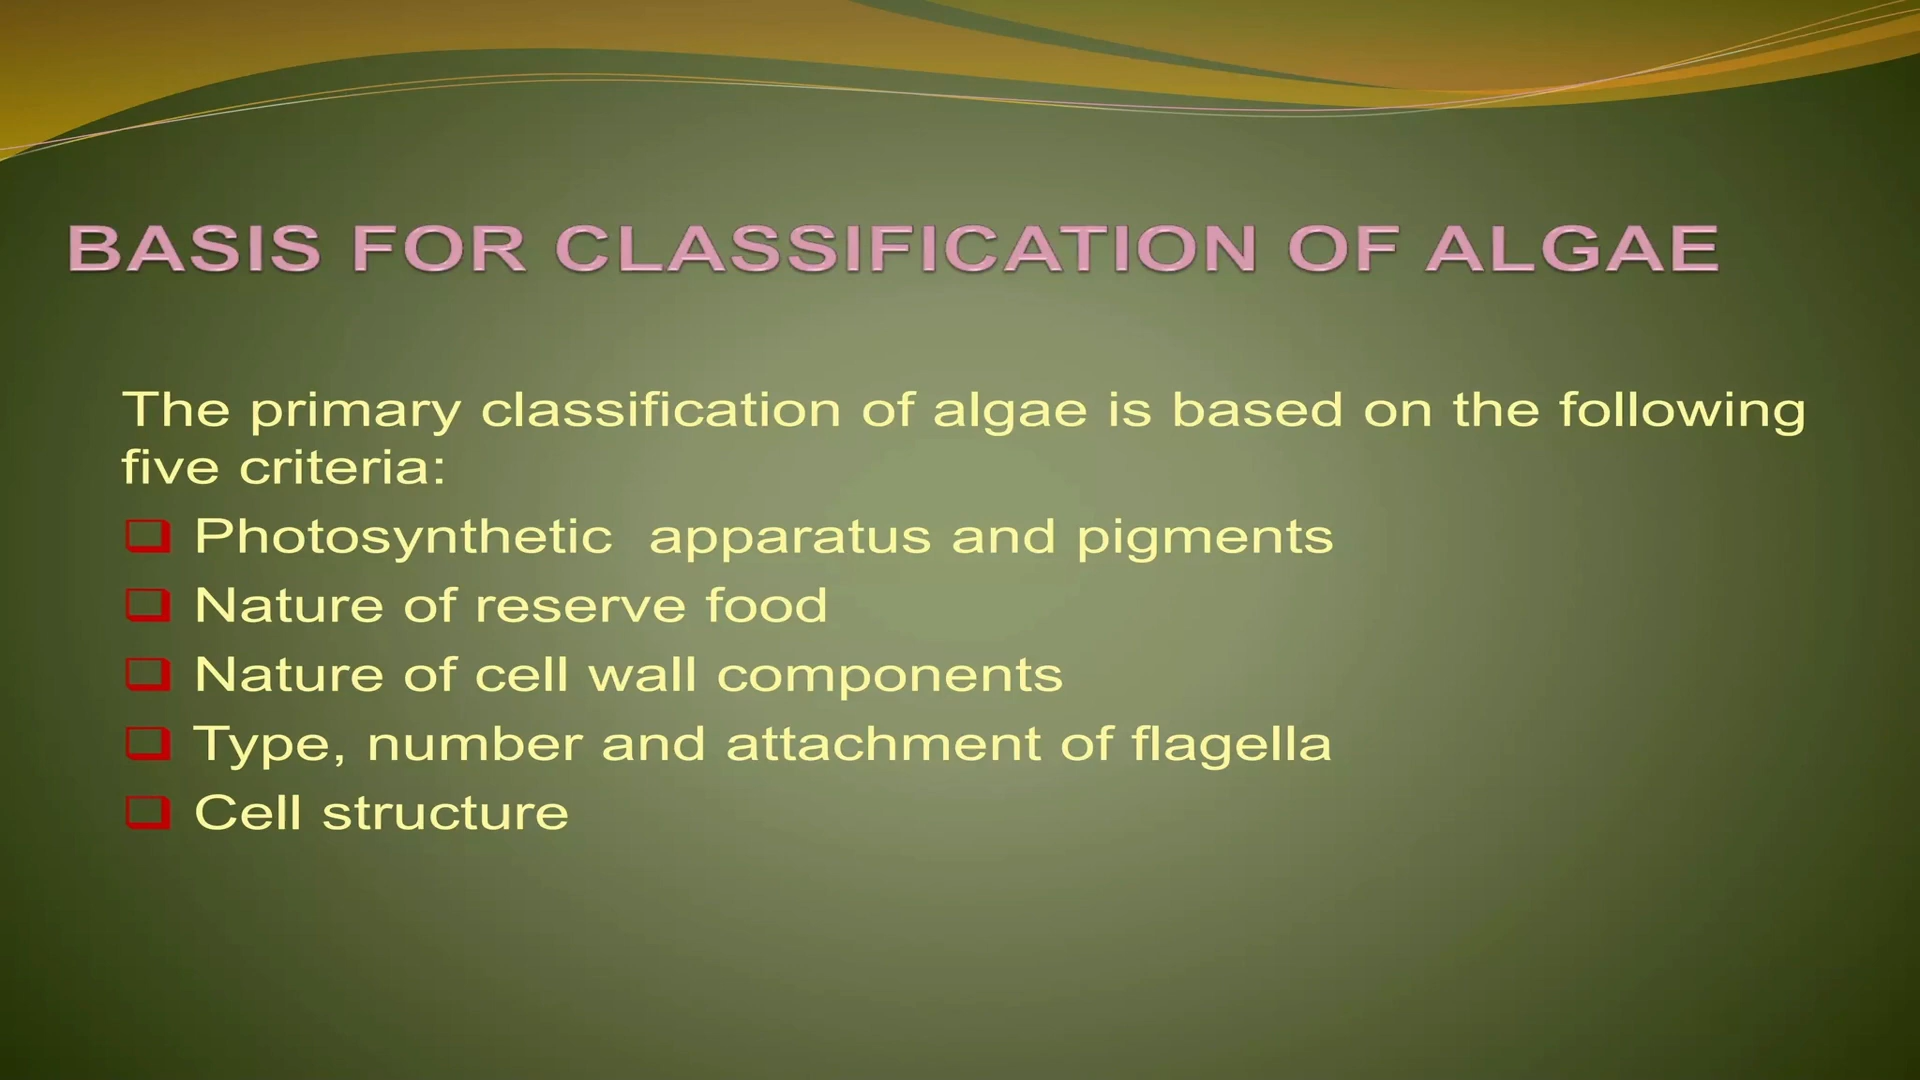 BASIS FOR CLASSIFICATION OF ALGAE
The primary classification of algae is based on the following
five criteria:
Photosynthetic  apparatus and pigments
Nature of reserve food
Nature of cell wall components
Type, number and attachment of flagella
Cell structure